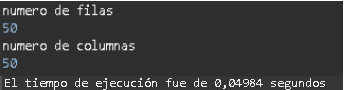 numero de filas
50
numero de columnas
50
El tiempo de ejecución fue de 0,04984 segundos